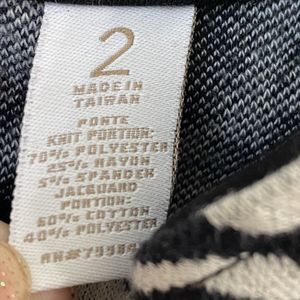 2
MADE IN
TAIWAN
PONTE
KNIT PORTION:
70% POLYESTER
25% RAYON
5% SPANDEX
JACQUARD
PORTION:
60% COTTON
40% POLYESTER